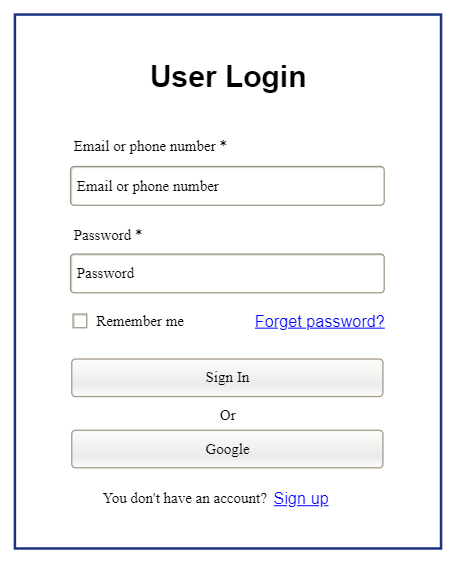 User Login
Email or phone number *
Email or phone number
Password *
Password
Remember me Forget password?
Sign In
Or
Google
You don't have an account? Sign up